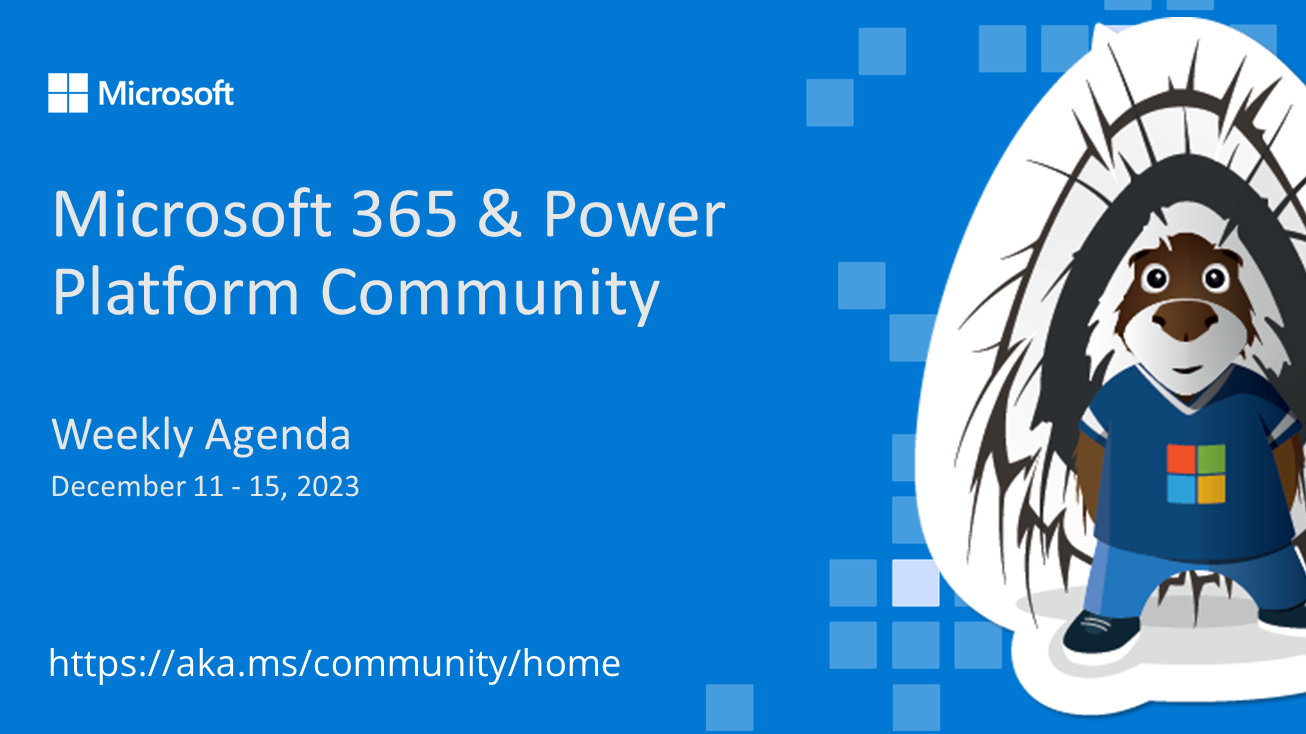 Microsoft
Microsoft 365 & Power
Platform Community
Weekly Agenda
December 11 - 15, 2023
https://aka.ms/community/home